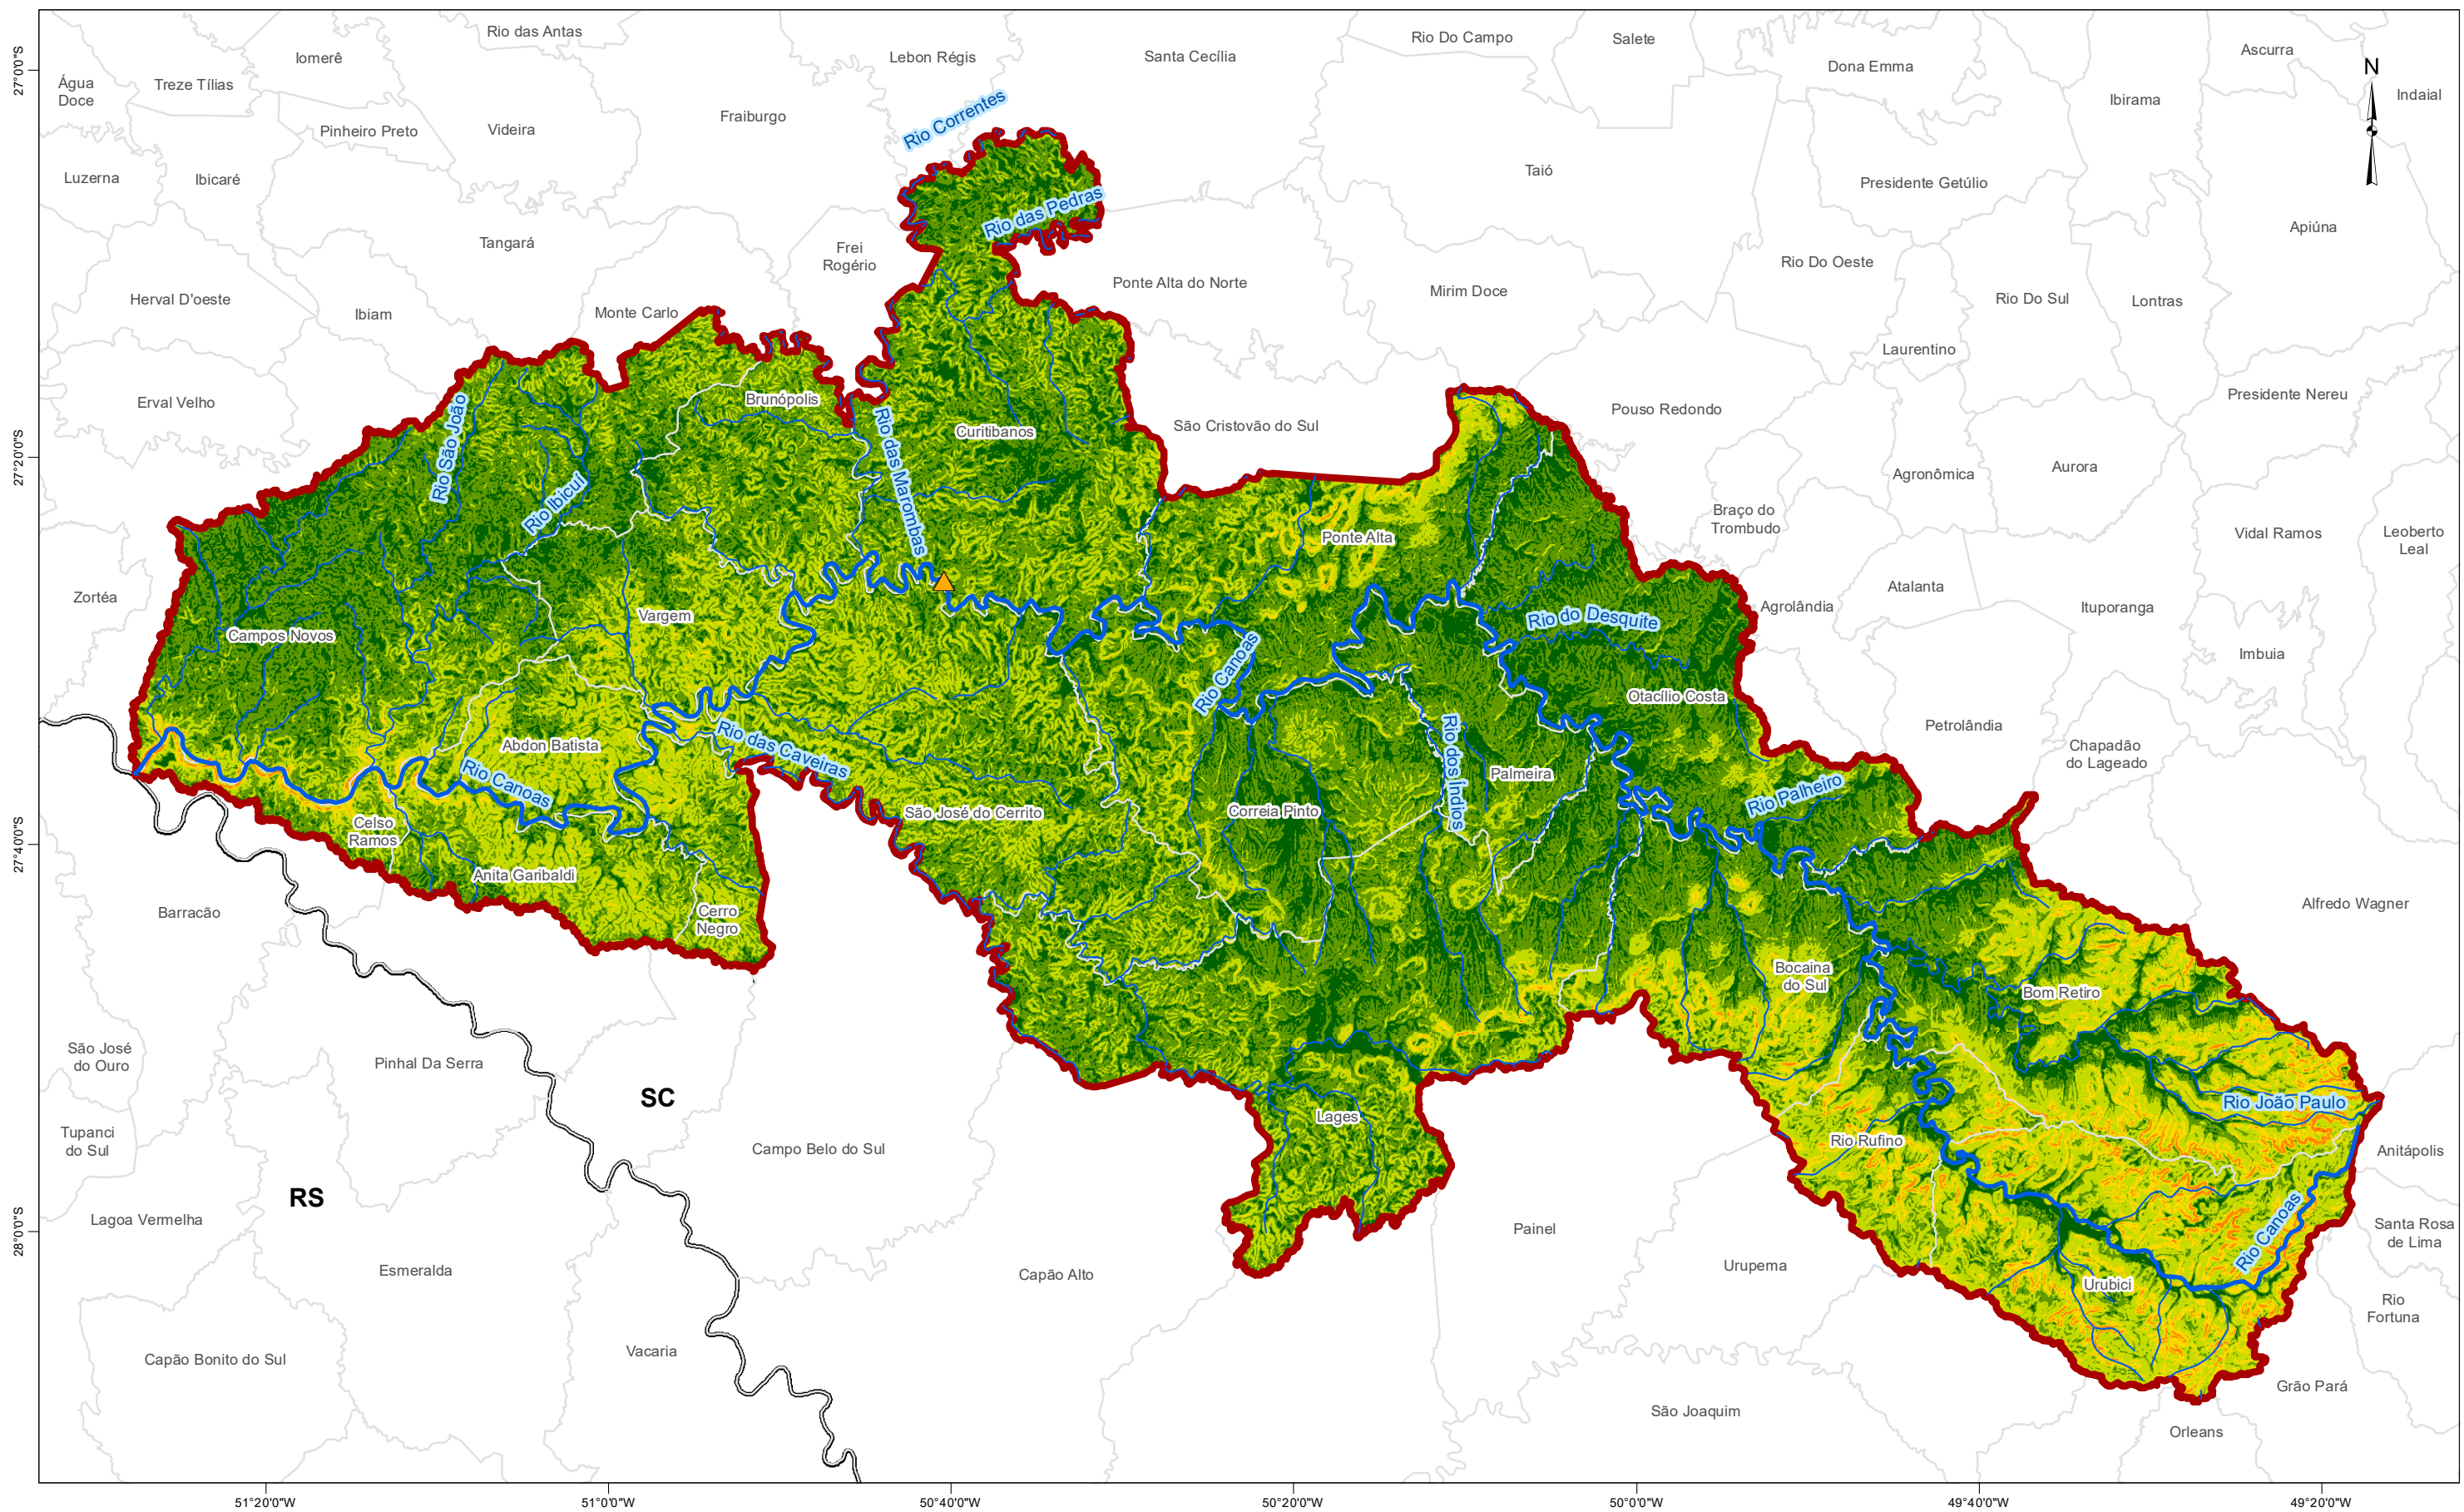 Rio das Antas
Iomerê
Lebon Régis
Santa Cecília
Rio Do Campo
Salete
Ascurra
Água
Doce
Treze Tílias
Dona Emma
N
Indaial
Ibirama
Rio Correntes
Fraiburgo
Pinheiro Preto
Videira
27°0'0"S
Luzerna
Ibicaré
Taió
Presidente Getúlio
Rio das Pedras
Apiúna
Tangará
Frei
Rogério
Rio Do Oeste
Ponte Alta do Norte
Mirim Doce
Herval D'oeste
Ibiam
Monte Carlo
Rio Do Sul
Lontras
Laurentino
Erval Velho
Brunópolis
Presidente Nereu
Pouso Redondo
São Cristovão do Sul
Curitibanos
Rio São João
Rio Ibicuí
Rio das Marombas
27°20'0"S
Agronômica
Aurora
Braço do
Trombudo
Ponte Alta
Vidal Ramos
Leoberto
Leal
Zortéa
Atalanta
Agrolândia
Ituporanga
Vargem
Campos Novos
Rio do Desquite
Rio Canoas
Imbuia
Otacílio Costa
Petrolândia
Chapadão
do Lageado
Abdon Batista
Rio das Caveiras
Rio Canoas
Rio dos Índios
Palmeira
Rio Palheiro
São José do Cerrito
Correia Pinto
Celso
Ramos
27°40'0"S
Anita Garibaldi
Barracão
Cerro
Negro
Alfredo Wagner
Bocaina
do Sul
Bom Retiro
São José
do Ouro
Pinhal Da Serra
SC
Rio João Paulo
Lages
Tupanci
do Sul
Campo Belo do Sul
Rio Rufino
Anitápolis
RS
Lagoa Vermelha
Painel
Santa Rosa
de Lima
28°0'0"S
Rio Canoas
Esmeralda
Capão Alto
Urupema
Urubici
Rio
Fortuna
Capão Bonito do Sul
Vacaria
Grão Pará
São Joaquim
Orleans
51°20'0"W
51°0'0"W
50°40'0"W
50°20'0"W
50°0'0"W
49°40'0"W
49°20'0"W